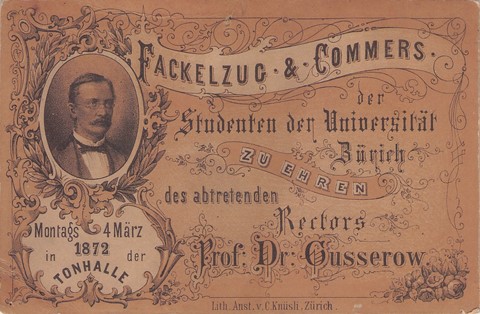 FACKELZUG & COMMERS.
der
Studenten der Universität
Zürich
ZU EHREN
des abtretenden
Rectors
Prof: Dr: Gusserow.
Montags 4 März
1872
in der
TONHALLE
Lith. Anst. v. C. Knüsli, Zürich.